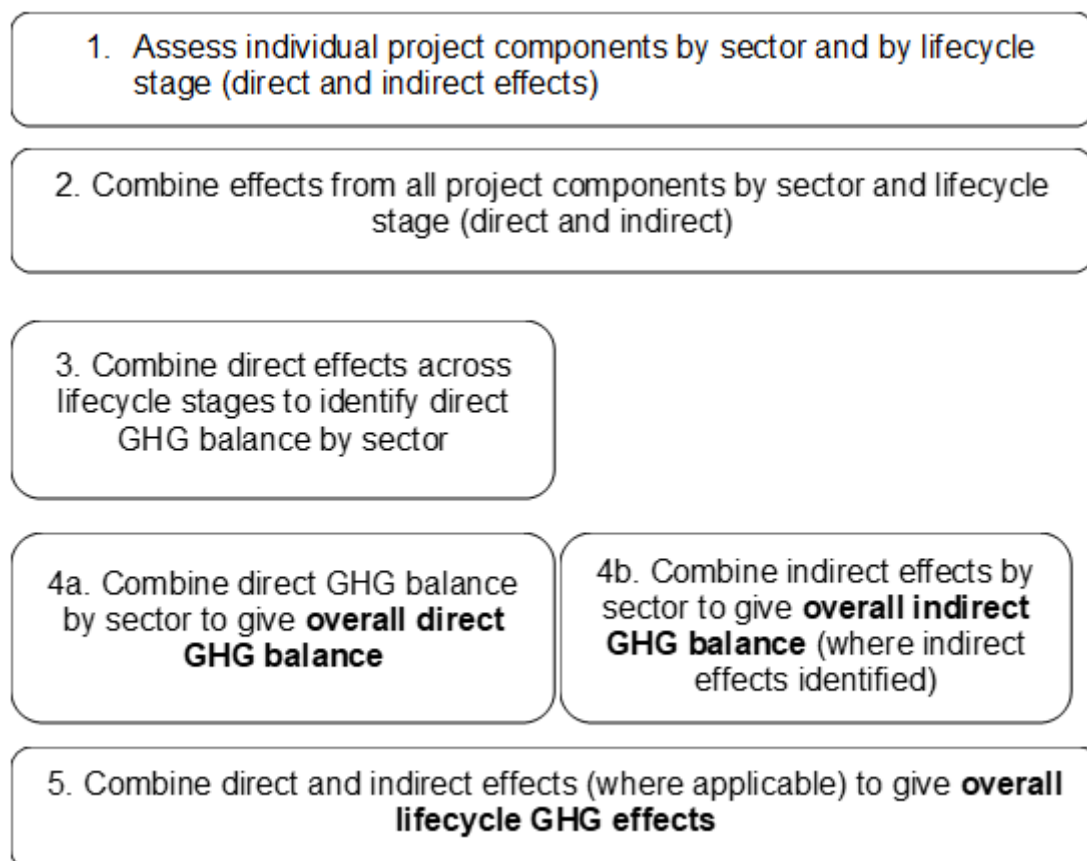 1. Assess individual project components by sector and by lifecycle
stage (direct and indirect effects)
2. Combine effects from all project components by sector and lifecycle
stage (direct and indirect)
3. Combine direct effects across
lifecycle stages to identify direct
GHG balance by sector
4a. Combine direct GHG balance
by sector to give overall direct
GHG balance
4b. Combine indirect effects by
sector to give overall indirect
GHG balance (where indirect
effects identified)
5. Combine direct and indirect effects (where applicable) to give overall
lifecycle GHG effects